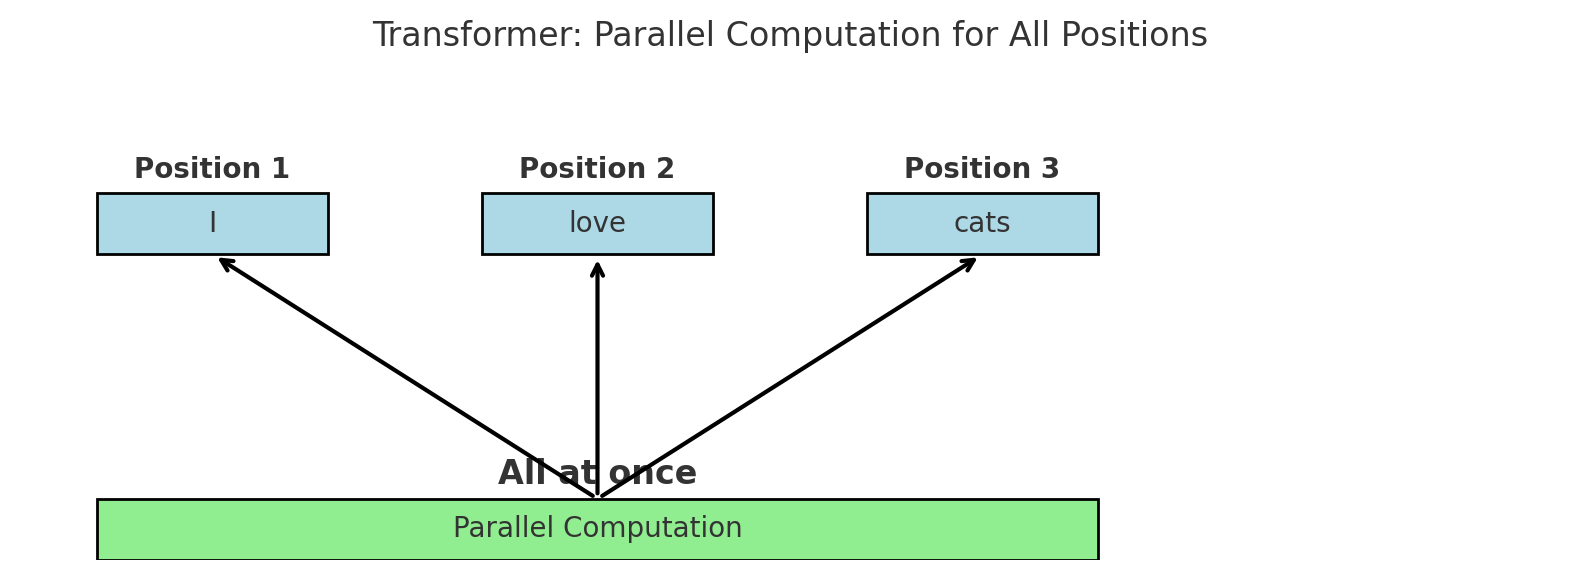 Transformer: Parallel Computation for All Positions
Position 1 Position 2 Position 3
I love cats
All at once
Parallel Computation